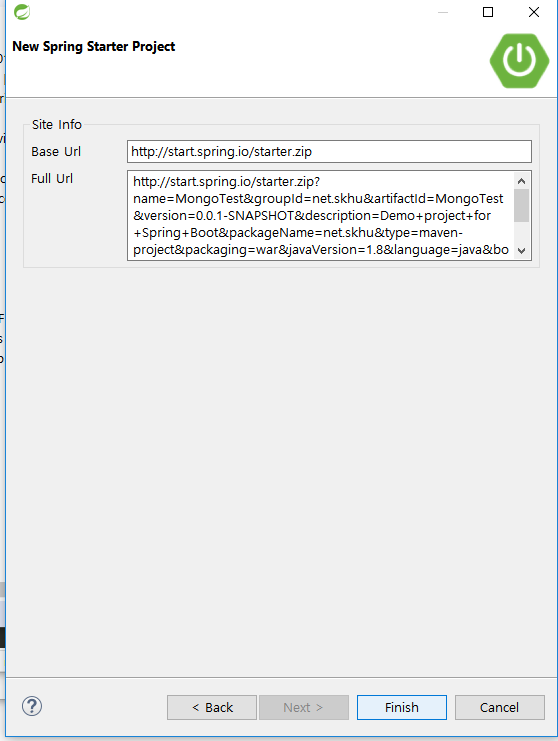 New Spring Starter Project
Site Info
Base Url
http://start.spring.io/starter.zip
Full Url
http://start.spring.io/starter.zip?
name=MongoTest&groupId=net.skhu&artifactId=MongoTest
&version=0.0.1-SNAPSHOT&description=Demo+project+for
+Spring+Boot&packageName=net.skhu&type=maven-
project&packaging=war&javaVersion=1.8&language=java&bo
?
< Back
Next >
Finish
Cancel